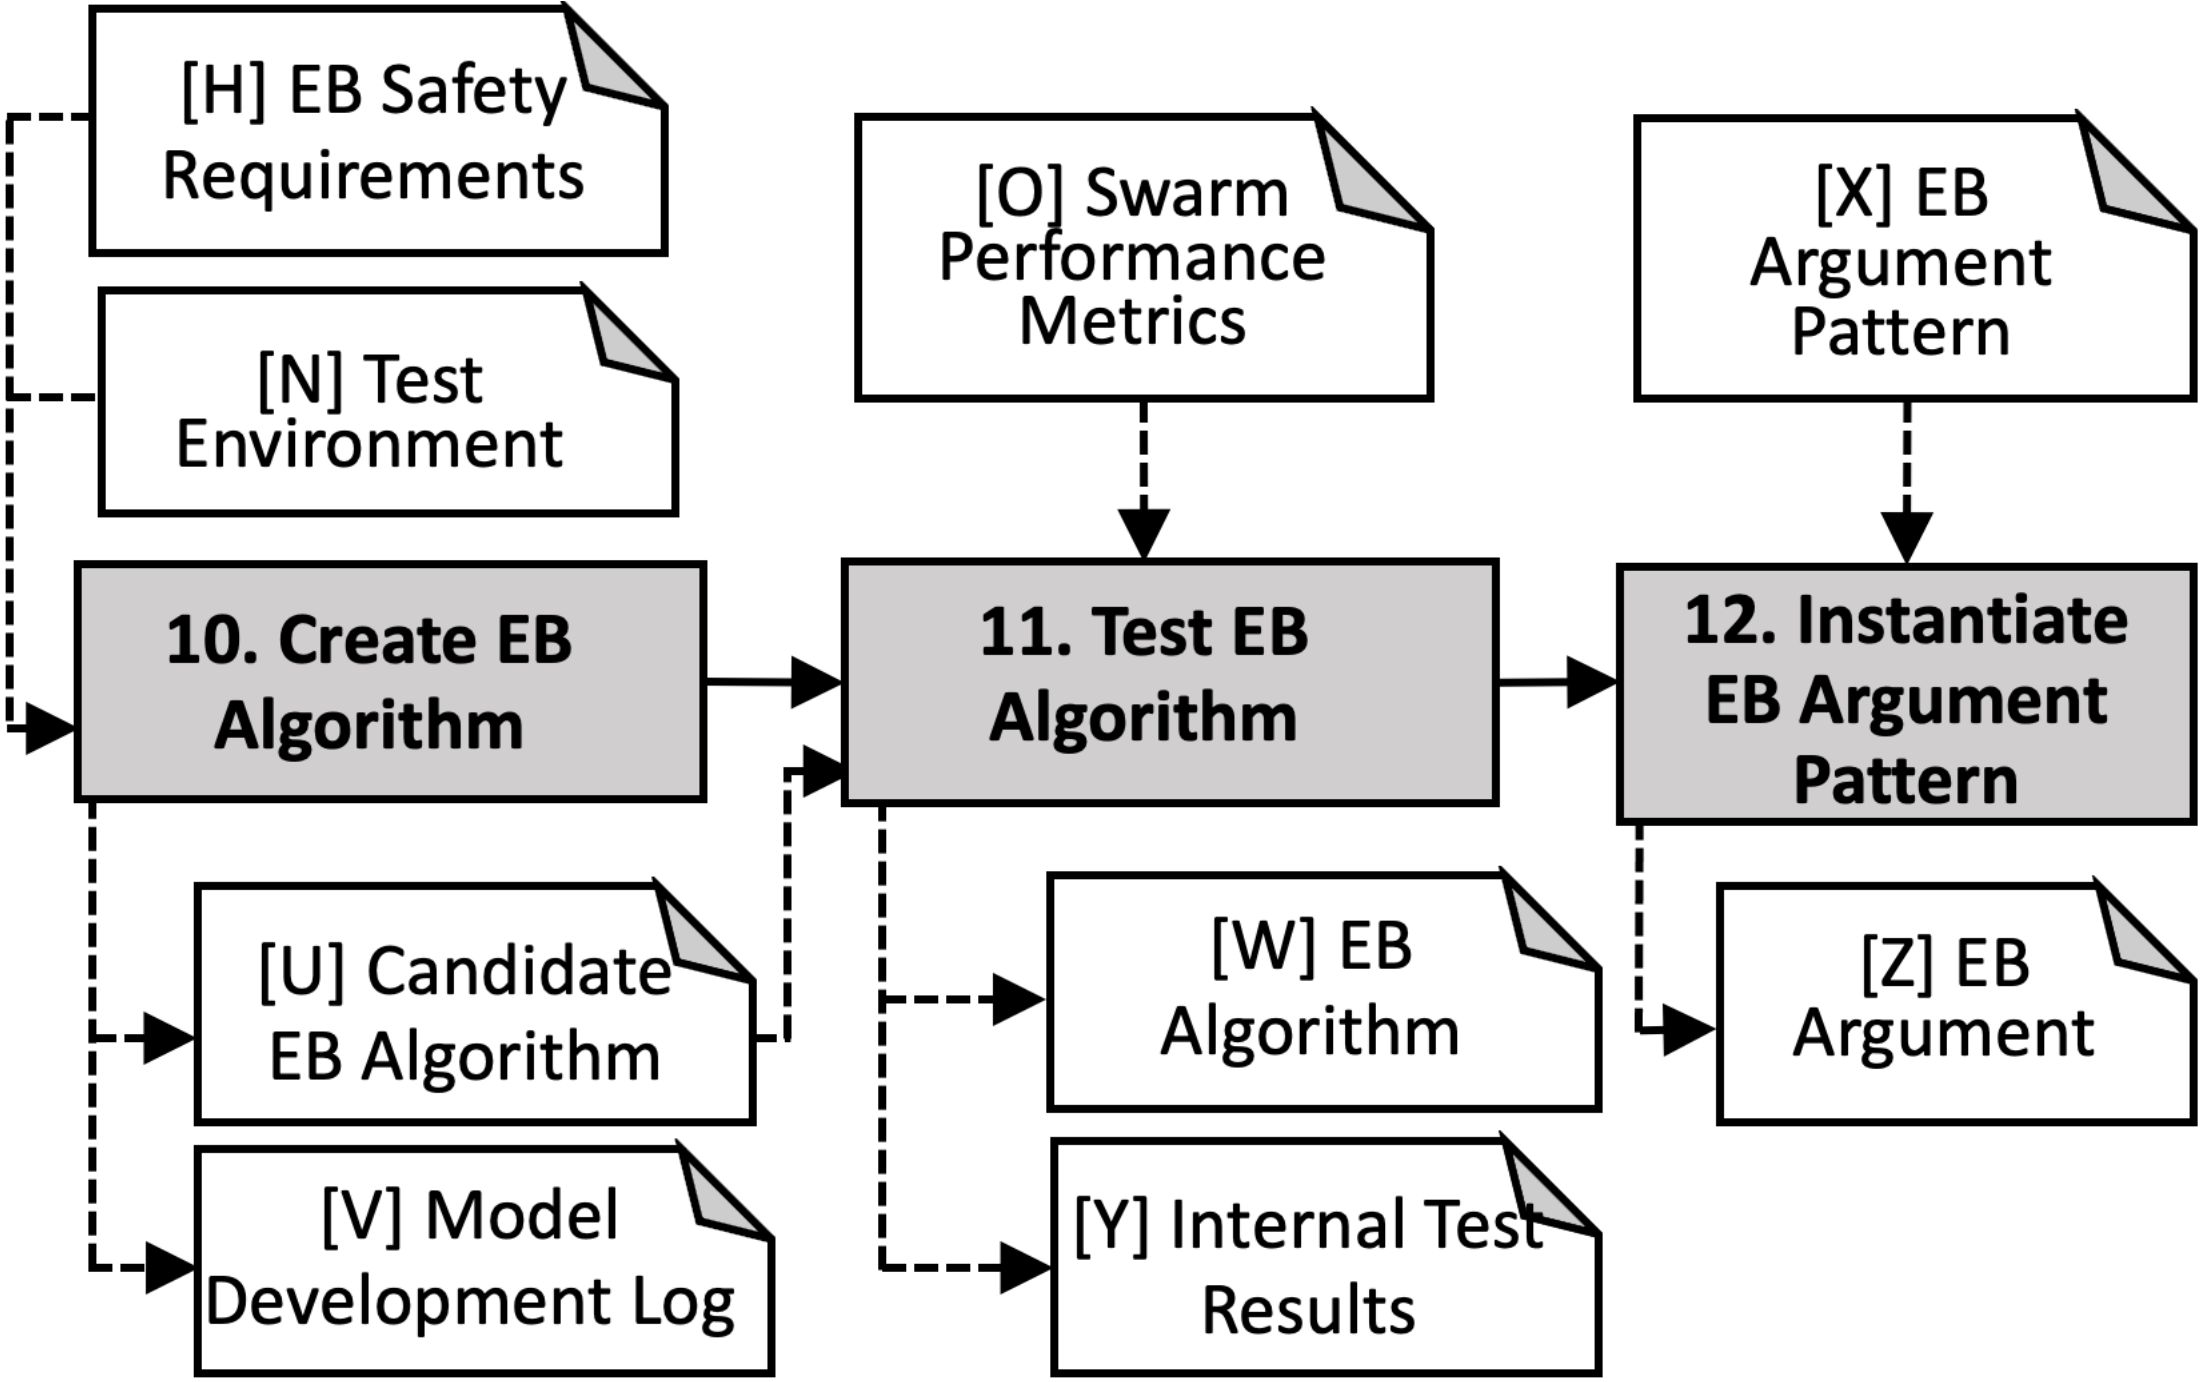 [H] EB Safety
Requirements
[N] Test
Environment
[O] Swarm
Performance
Metrics
[X] EB
Argument
Pattern
10. Create EB
Algorithm
11. Test EB
Algorithm
12. Instantiate
EB Argument
Pattern
[U] Candidate
EB Algorithm
[V] Model
Development Log
[W] EB
Algorithm
[Y] Internal Test
Results
[Z] EB
Argument